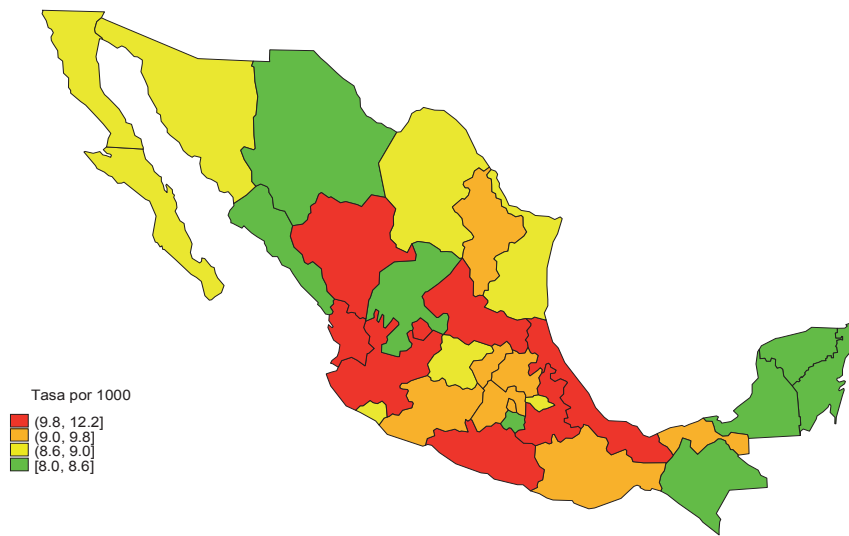 Tasa por 1000
(9.8, 12.2]
(9.0, 9.8]
(8.6, 9.0]
[8.0, 8.6]